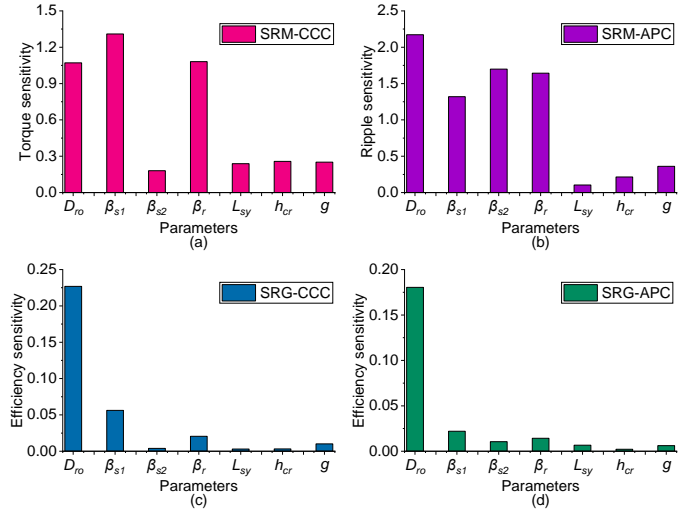 SRM-CCC
Torque sensitivity
1.5
1.2
0.9
0.6
0.3
0.0
D_ro β_s1 β_s2 β_r L_sy h_cr g
Parameters
(a)
SRM-APC
Ripple sensitivity
2.5
2.0
1.5
1.0
0.5
0.0
D_ro β_s1 β_s2 β_r L_sy h_cr g
Parameters
(b)
SRG-CCC
Efficiency sensitivity
0.25
0.20
0.15
0.10
0.05
0.00
D_ro β_s1 β_s2 β_r L_sy h_cr g
Parameters
(c)
SRG-APC
Efficiency sensitivity
0.20
0.15
0.10
0.05
0.00
D_ro β_s1 β_s2 β_r L_sy h_cr g
Parameters
(d)